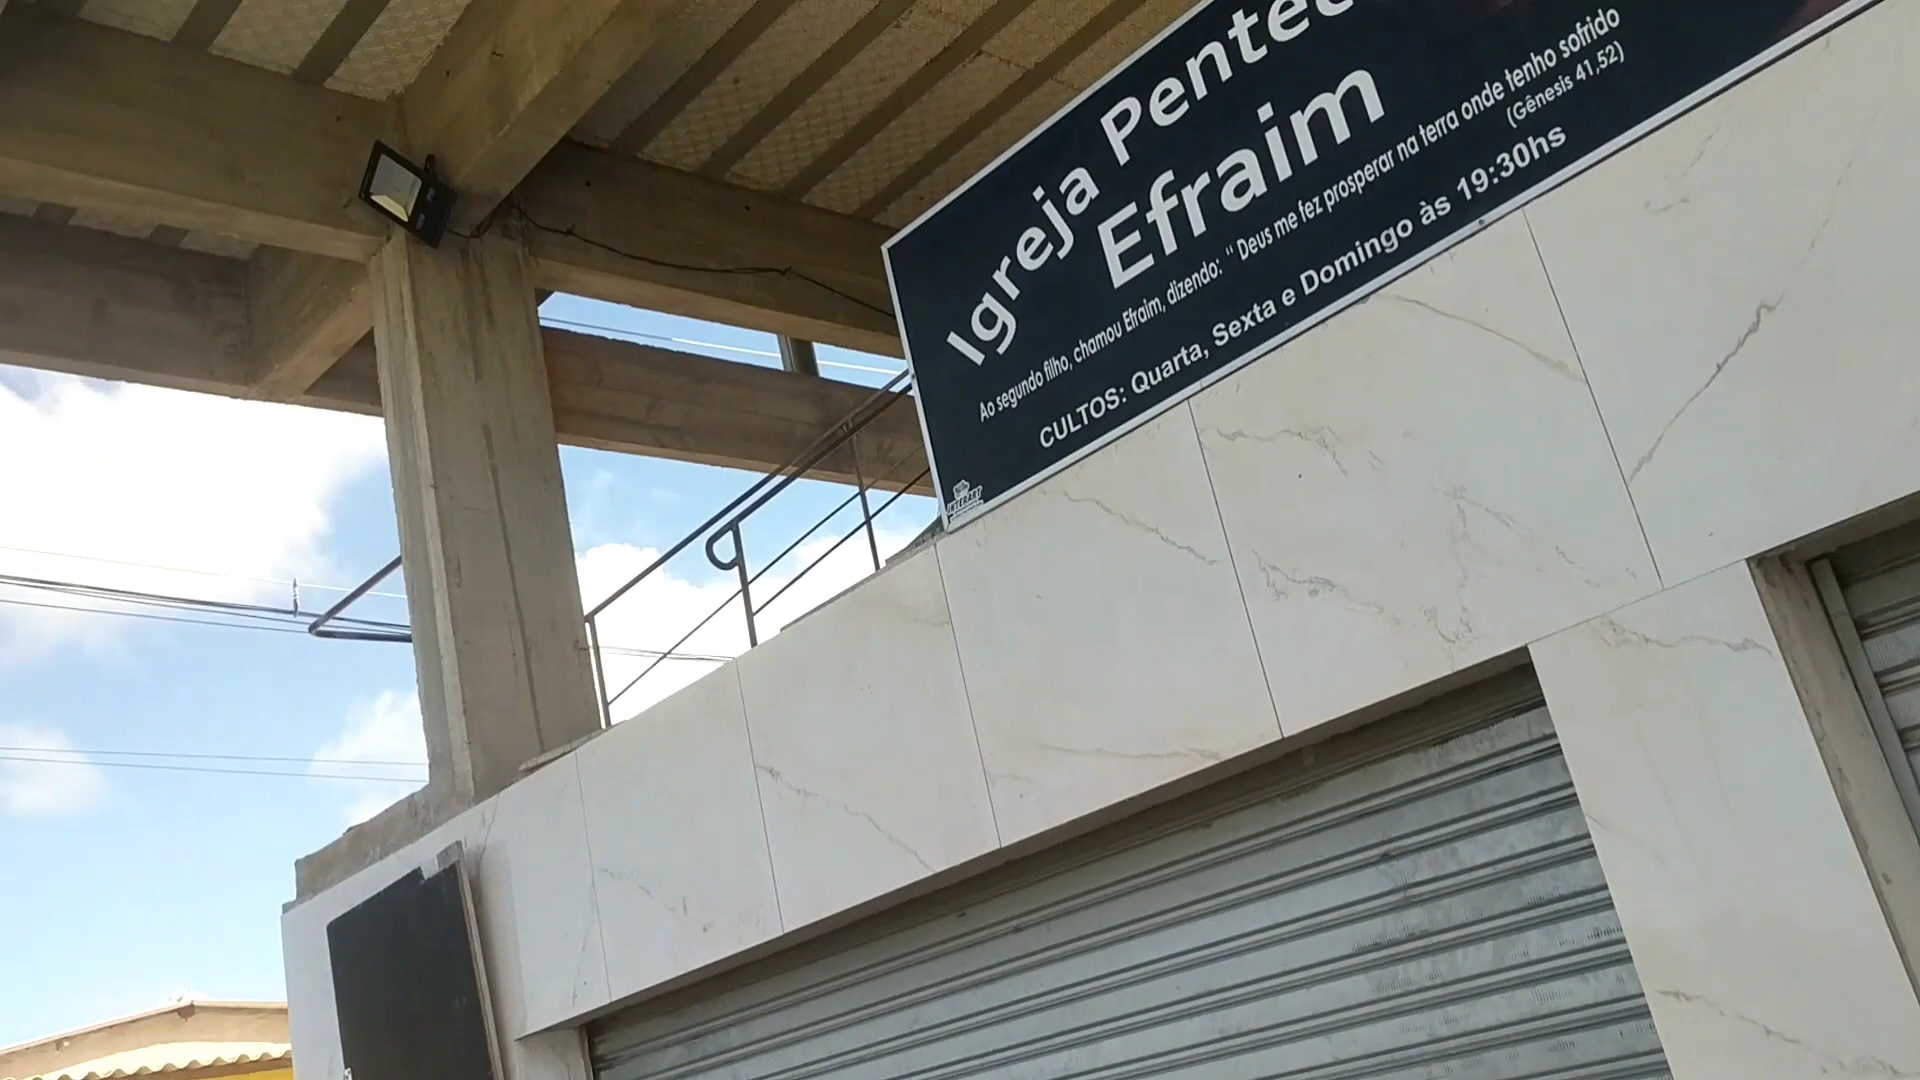 Igreja Pente
Efraim
Ao segundo filho, chamou Efraim, dizendo: “ Deus me fez prosperar na terra onde tenho sofrido
(Gênesis 41,52)
CULTOS: Quarta, Sexta e Domingo às 19:30hs
INTERART